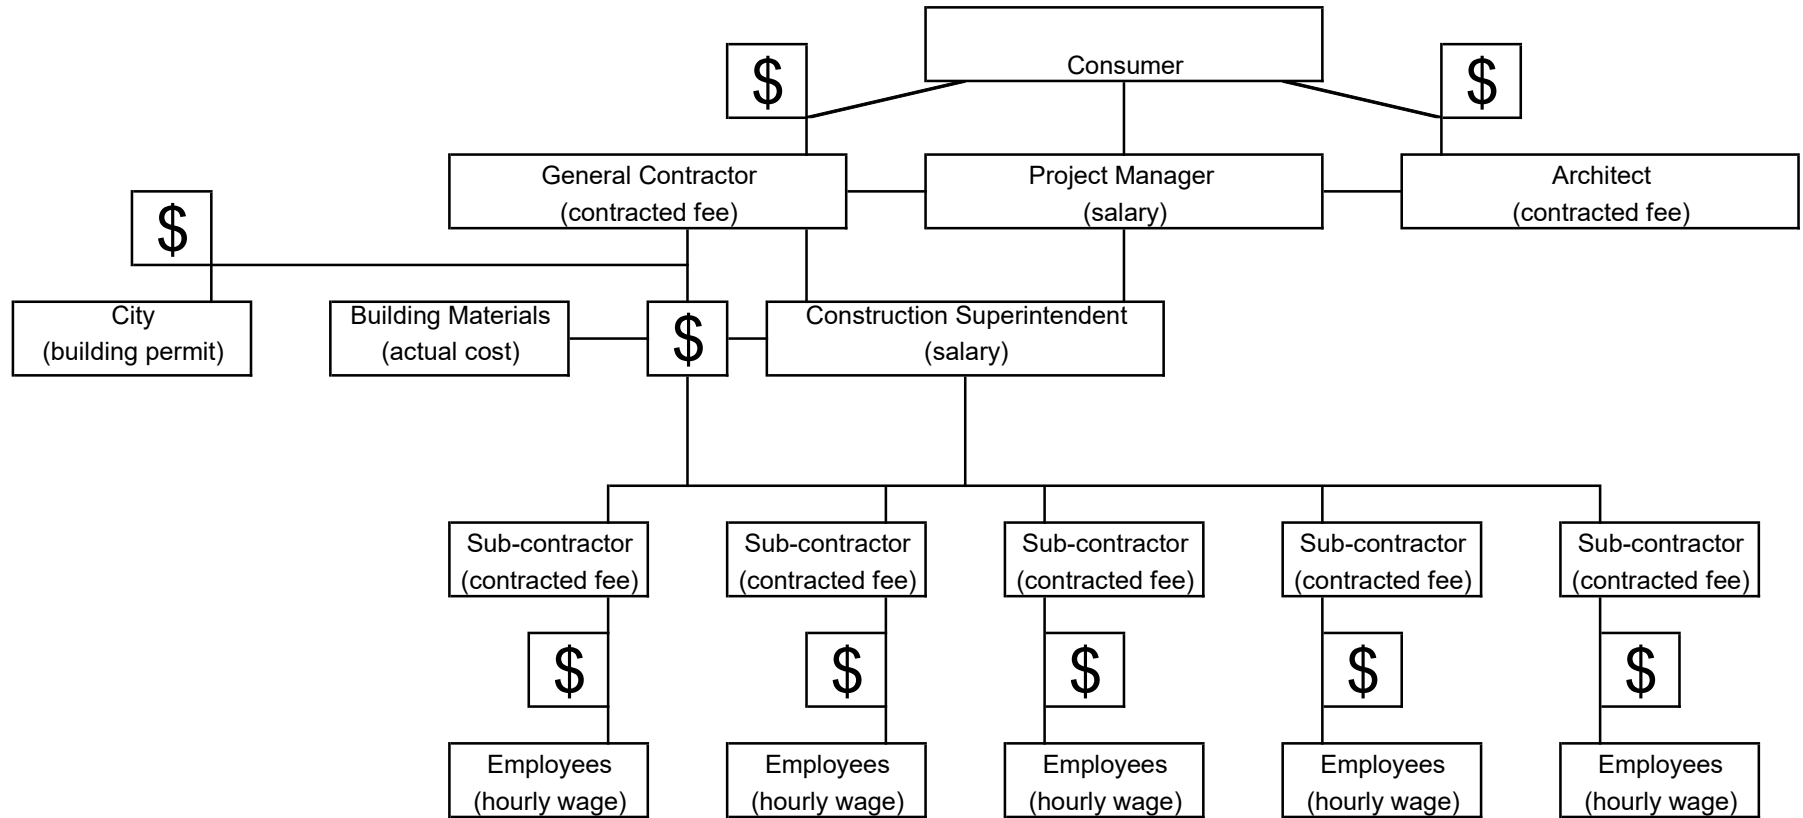 Consumer
$
$
General Contractor
(contracted fee)
Project Manager
(salary)
Architect
(contracted fee)
$
City
(building permit)
Building Materials
(actual cost)
$
Construction Superintendent
(salary)
Sub-contractor
(contracted fee)
Sub-contractor
(contracted fee)
Sub-contractor
(contracted fee)
Sub-contractor
(contracted fee)
Sub-contractor
(contracted fee)
$
$
$
$
$
Employees
(hourly wage)
Employees
(hourly wage)
Employees
(hourly wage)
Employees
(hourly wage)
Employees
(hourly wage)